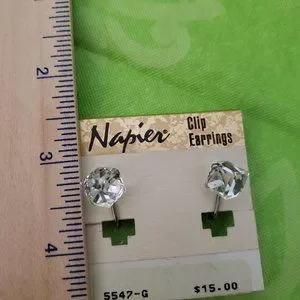 2
3
4
Napier®
Clip
Earrings
5547-G
$15.00